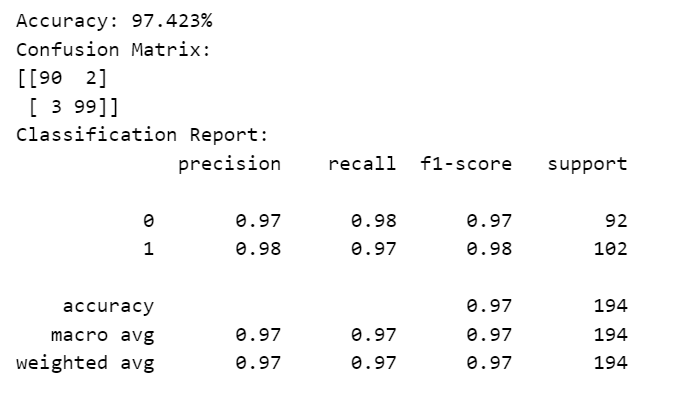 Accuracy: 97.423%
Confusion Matrix:
[[90  2]
 [ 3 99]]
Classification Report:
              precision    recall  f1-score   support

           0       0.97      0.98      0.97        92
           1       0.98      0.97      0.98       102

    accuracy                           0.97       194
   macro avg       0.97      0.97      0.97       194
weighted avg       0.97      0.97      0.97       194